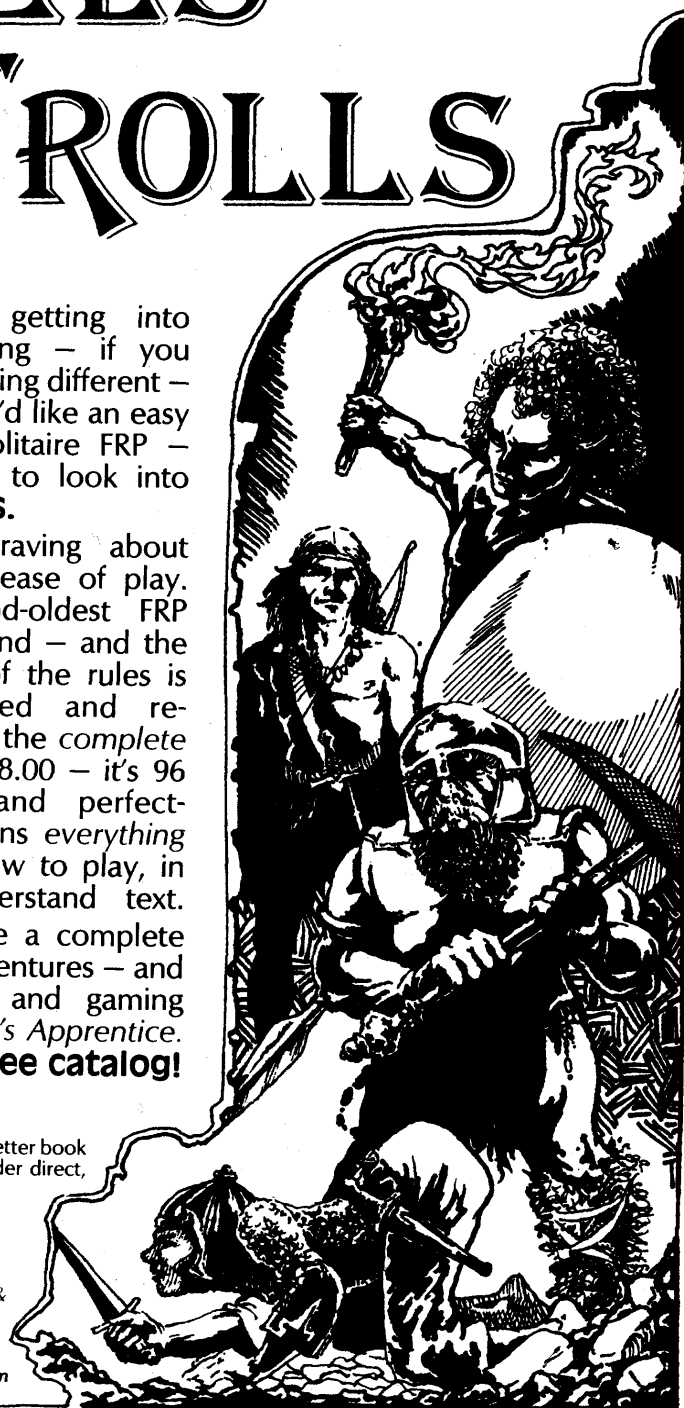 ROLLS
getting into
ng — if you
ing different —
'd like an easy
olitaire FRP —
to look into
s.
raving about
ease of play.
d-oldest FRP
nd — and the
f the rules is
ed and re-
the complete
8.00 — it's 96
and perfect-
ns everything
w to play, in
erstand text.
e a complete
entures — and
and gaming
's Apprentice.
ee catalog!
etter book
der direct,
&
n